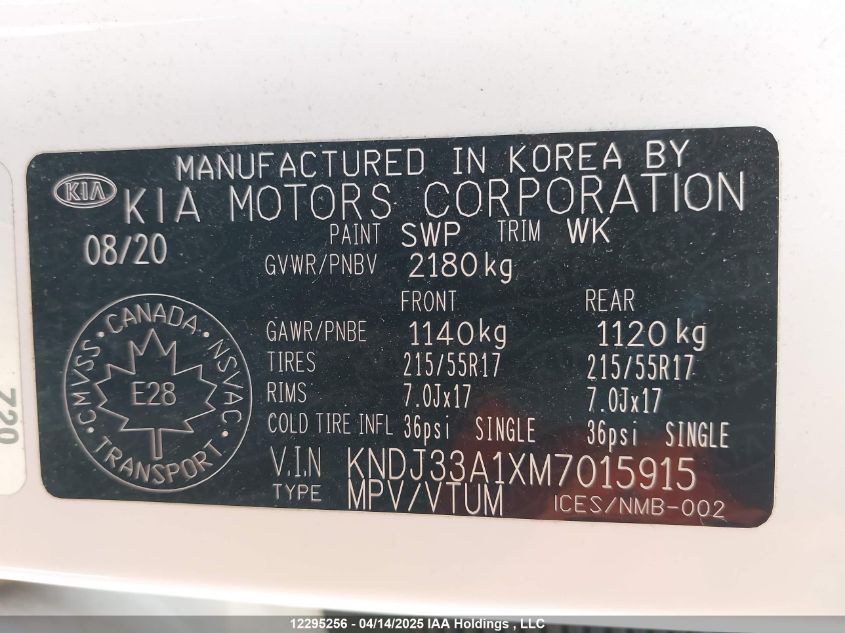 MANUFACTURED IN KOREA BY
KIA KIA MOTORS CORPORATION
08/20 PAINT SWP TRIM WK
GVWR/PNBV 2180kg
FRONT REAR
GAWR/PNBE 1140kg 1120kg
TIRES 215/55R17 215/55R17
RIMS 7.0Jx17 7.0Jx17
COLD TIRE INFL 36psi SINGLE 36psi SINGLE
V.I.N KNDJ33A1XM7015915
TYPE MPV/VTUM ICES/NMB-002
CANADA
CMVSS NSVAC
E28
TRANSPORT
720
12295256 - 04/14/2025 IAA Holdings , LLC